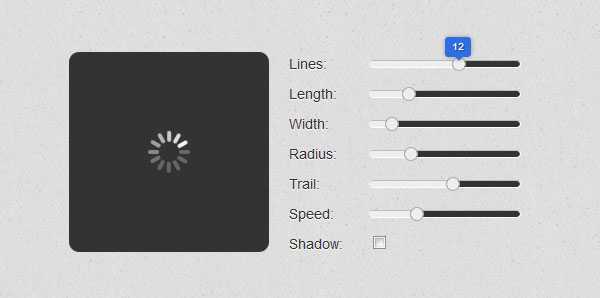 12
Lines:
Length:
Width:
Radius:
Trail:
Speed:
Shadow: